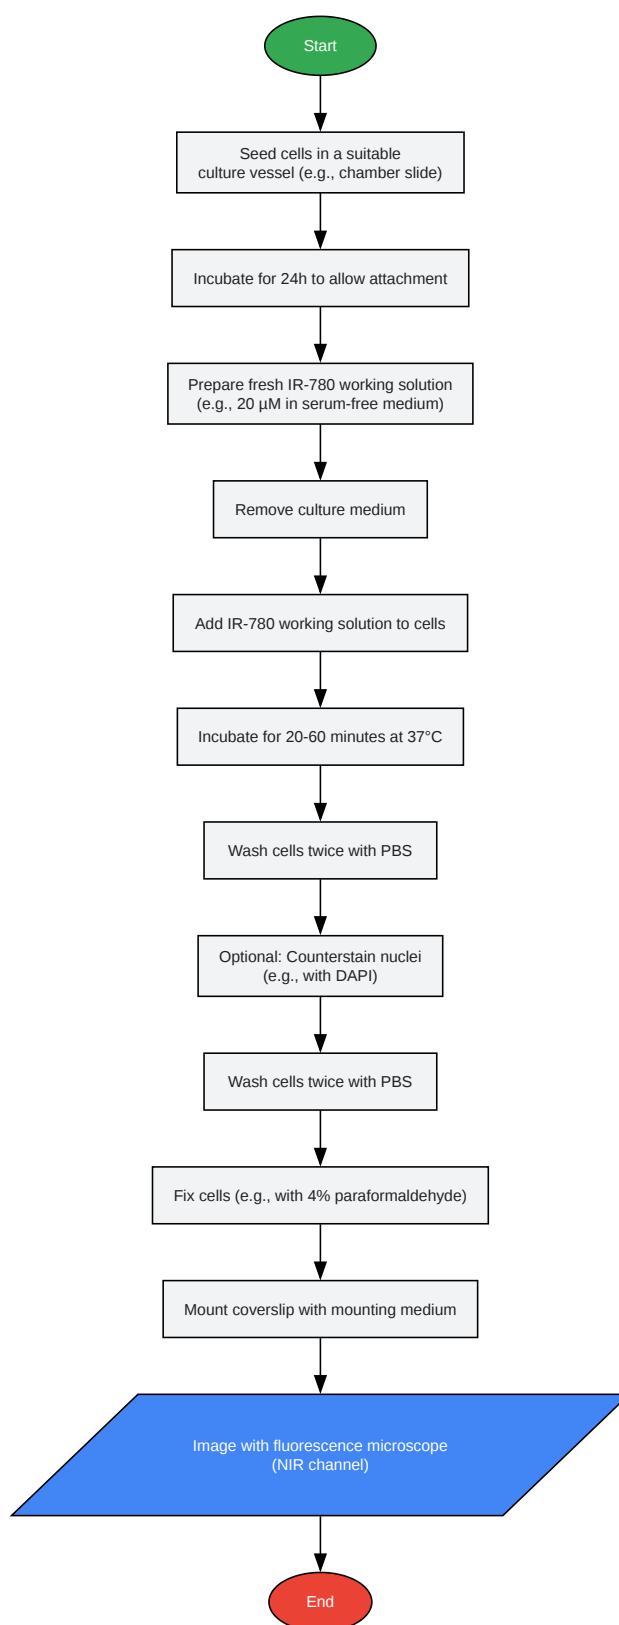 Start
Seed cells in a suitable
culture vessel (e.g., chamber slide)
Incubate for 24h to allow attachment
Prepare fresh IR-780 working solution
(e.g., 20 µM in serum-free medium)
Remove culture medium
Add IR-780 working solution to cells
Incubate for 20-60 minutes at 37°C
Wash cells twice with PBS
Optional: Counterstain nuclei
(e.g., with DAPI)
Wash cells twice with PBS
Fix cells (e.g., with 4% paraformaldehyde)
Mount coverslip with mounting medium
Image with fluorescence microscope
(NIR channel)
End